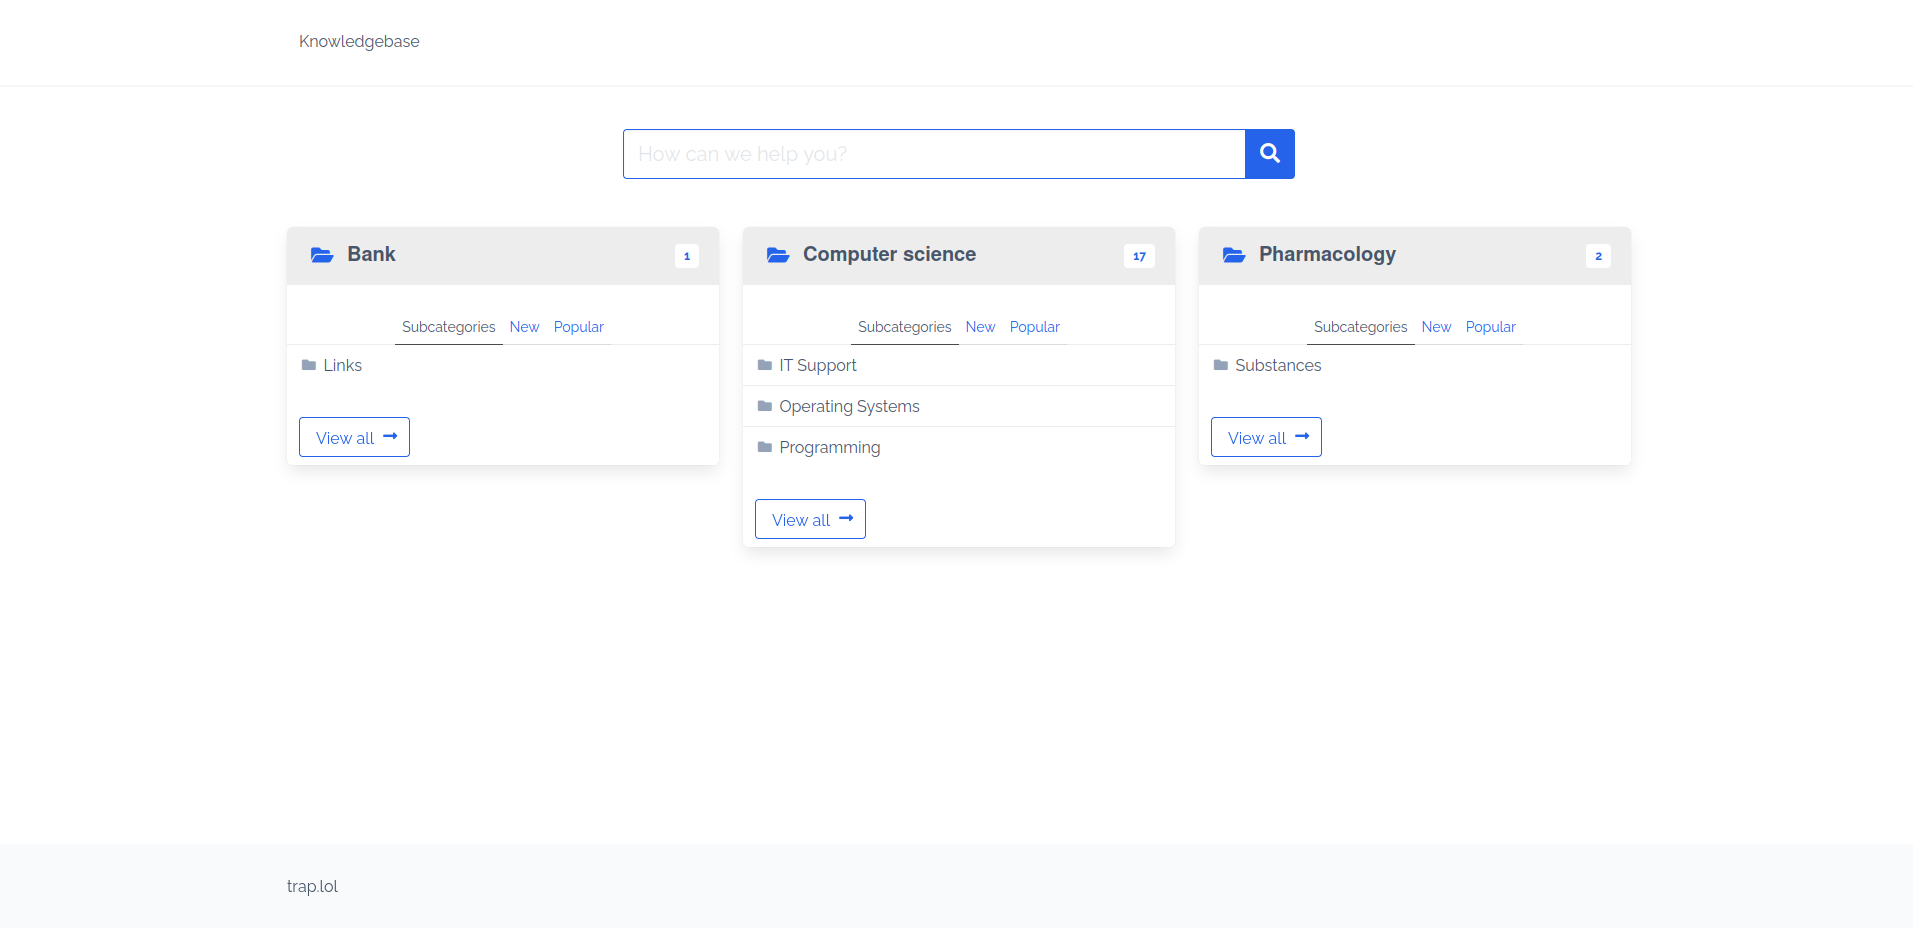 Knowledgebase
How can we help you?
Bank 1
Subcategories New Popular
Links
View all
Computer science 17
Subcategories New Popular
IT Support
Operating Systems
Programming
View all
Pharmacology 2
Subcategories New Popular
Substances
View all
trap.lol